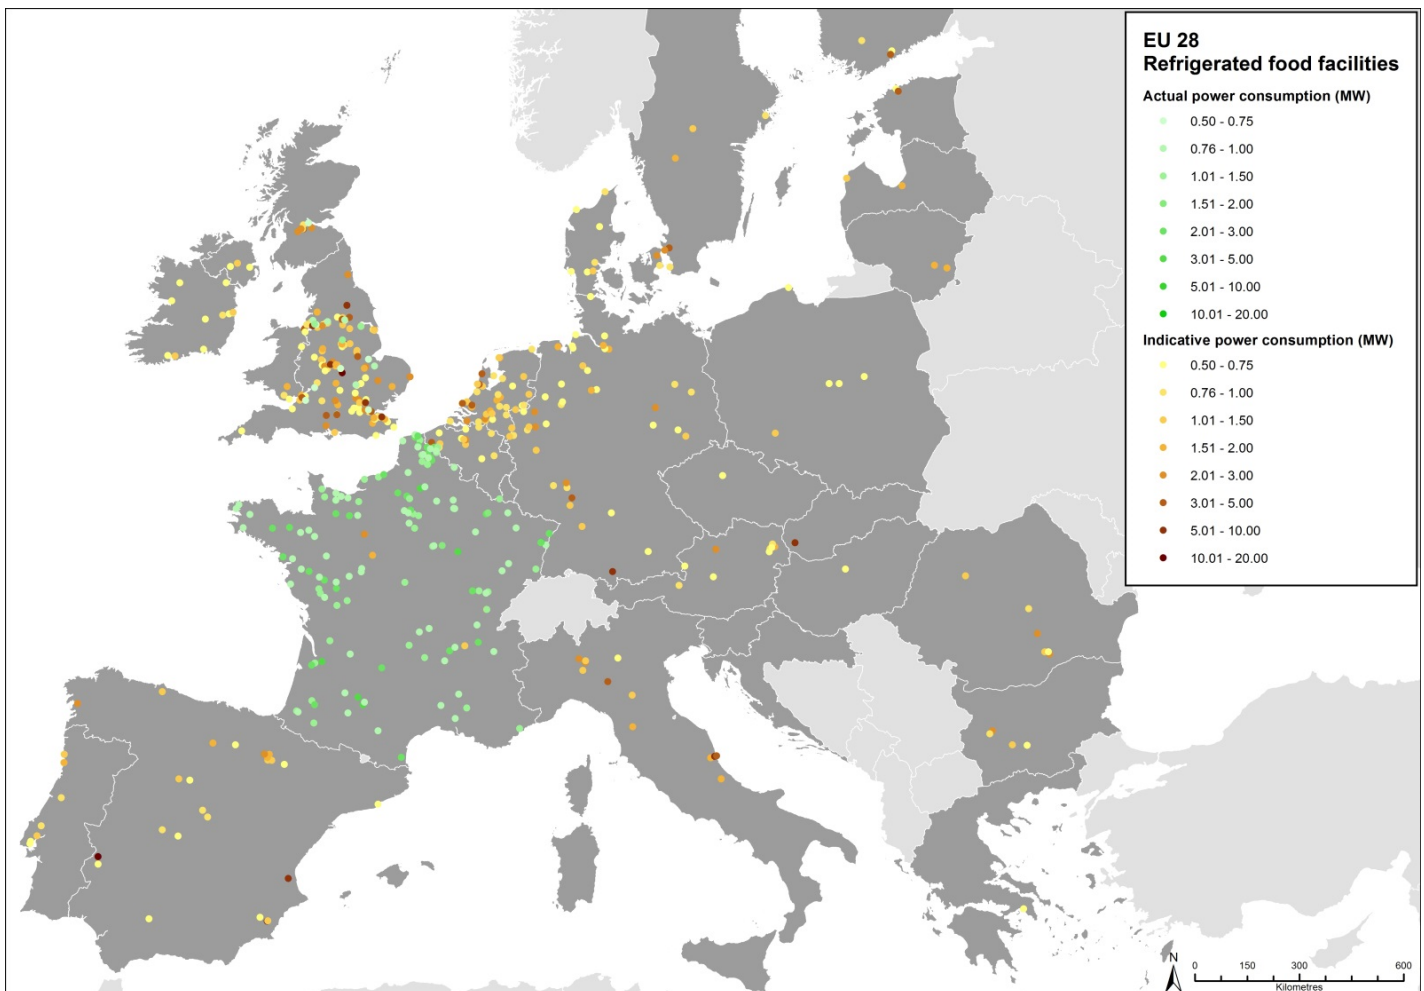 EU 28
Refrigerated food facilities
Actual power consumption (MW)
0.50 - 0.75
0.76 - 1.00
1.01 - 1.50
1.51 - 2.00
2.01 - 3.00
3.01 - 5.00
5.01 - 10.00
10.01 - 20.00
Indicative power consumption (MW)
0.50 - 0.75
0.76 - 1.00
1.01 - 1.50
1.51 - 2.00
2.01 - 3.00
3.01 - 5.00
5.01 - 10.00
10.01 - 20.00
N
0 150 300 600
Kilometres